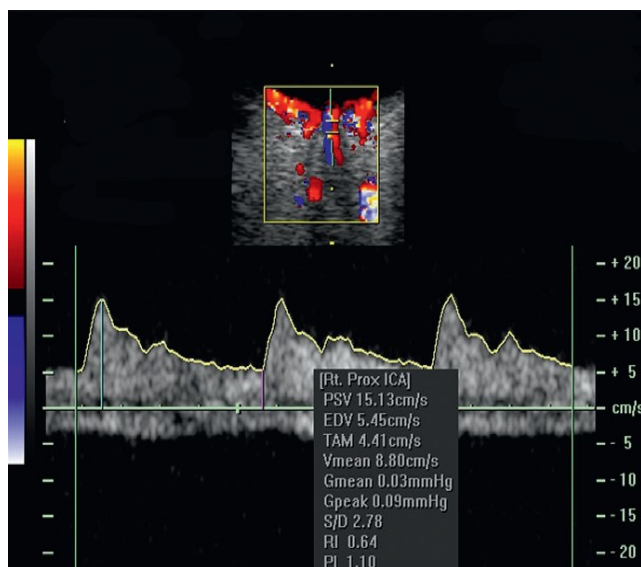 + 20
+ 15
+ 10
+ 5
cm/s
- 5
- 10
- 15
- 20
[Rt. Prox ICA]
PSV 15.13cm/s
EDV 5.45cm/s
TAM 4.41cm/s
Vmean 8.80cm/s
Gmean 0.03mmHg
Gpeak 0.09mmHg
S/D 2.78
RI 0.64
PI 1.10